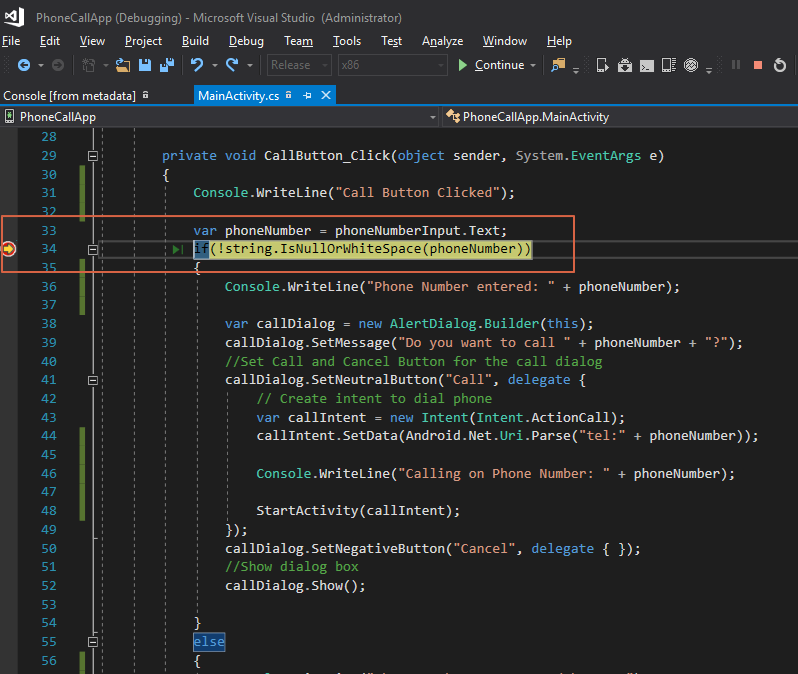 PhoneCallApp (Debugging) - Microsoft Visual Studio (Administrator)
File Edit View Project Build Debug Team Tools Test Analyze Window Help
Release x86 Continue
Console [from metadata] MainActivity.cs
PhoneCallApp PhoneCallApp.MainActivity
28
29 private void CallButton_Click(object sender, System.EventArgs e)
30 {
31 Console.WriteLine("Call Button Clicked");
32
33 var phoneNumber = phoneNumberInput.Text;
34 if(!string.IsNullOrWhiteSpace(phoneNumber))
35 {
36 Console.WriteLine("Phone Number entered: " + phoneNumber);
37
38 var callDialog = new AlertDialog.Builder(this);
39 callDialog.SetMessage("Do you want to call " + phoneNumber + "?");
40 //Set Call and Cancel Button for the call dialog
41 callDialog.SetNeutralButton("Call", delegate {
42 // Create intent to dial phone
43 var callIntent = new Intent(Intent.ActionCall);
44 callIntent.SetData(Android.Net.Uri.Parse("tel:" + phoneNumber));
45
46 Console.WriteLine("Calling on Phone Number: " + phoneNumber);
47
48 StartActivity(callIntent);
49 });
50 callDialog.SetNegativeButton("Cancel", delegate { });
51 //Show dialog box
52 callDialog.Show();
53
54 }
55 else
56 {